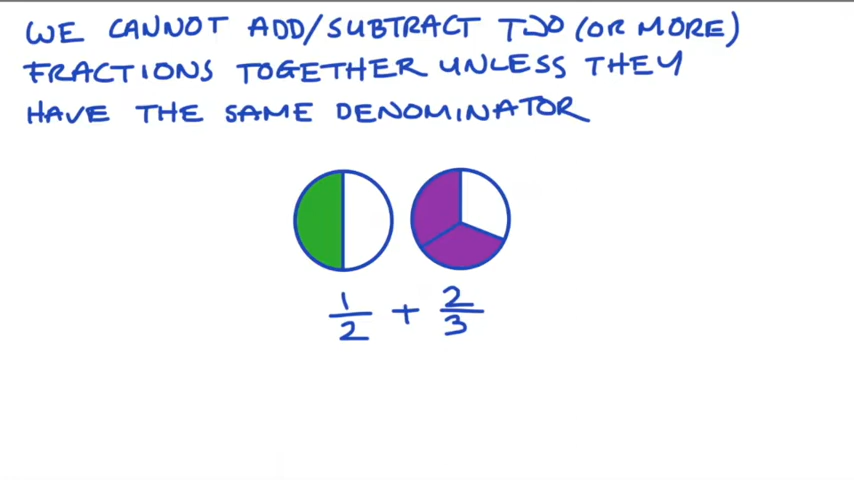 WE CANNOT ADD/SUBTRACT TWO (OR MORE)
FRACTIONS TOGETHER UNLESS THEY
HAVE THE SAME DENOMINATOR
1/2 + 2/3